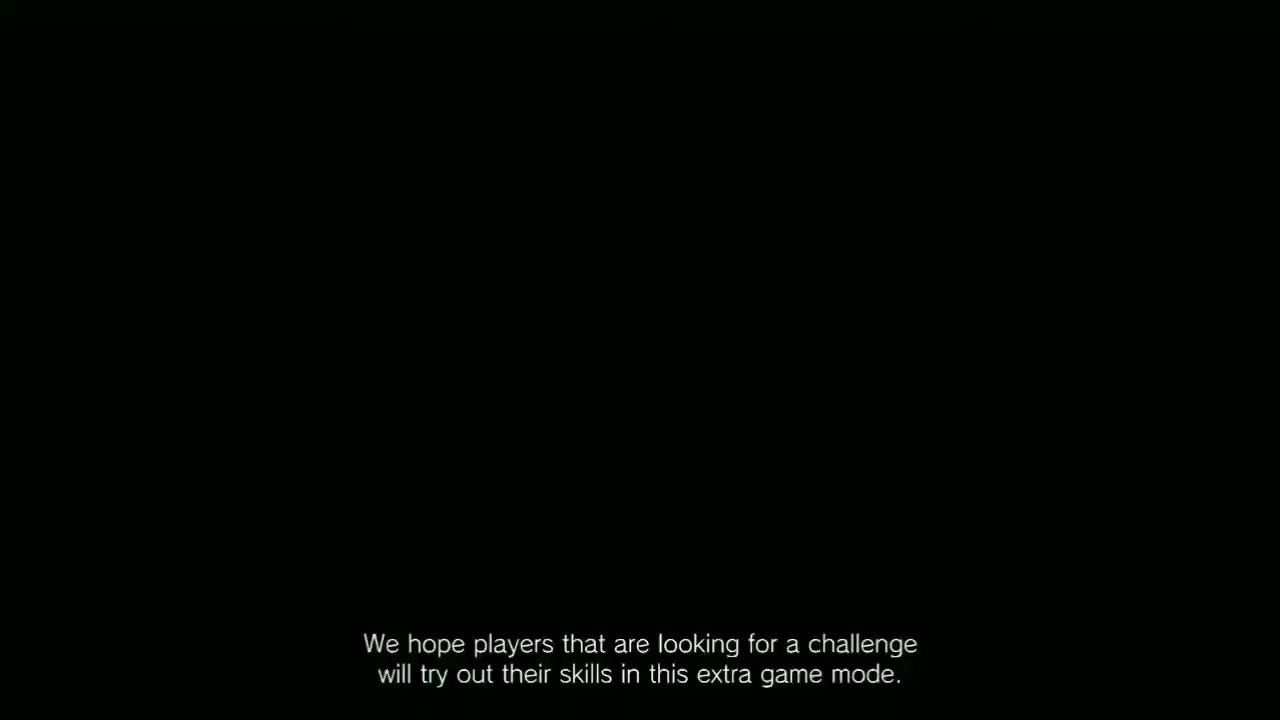 We hope players that are looking for a challenge
will try out their skills in this extra game mode.